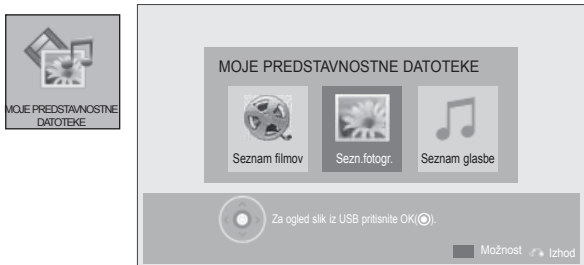 MOJE PREDSTAVNOSTNE
DATOTEKE
MOJE PREDSTAVNOSTNE DATOTEKE
Seznam filmov
Sezn.fotogr.
Seznam glasbe
Za ogled slik iz USB pritisnite OK(◉).
Možnost
Izhod